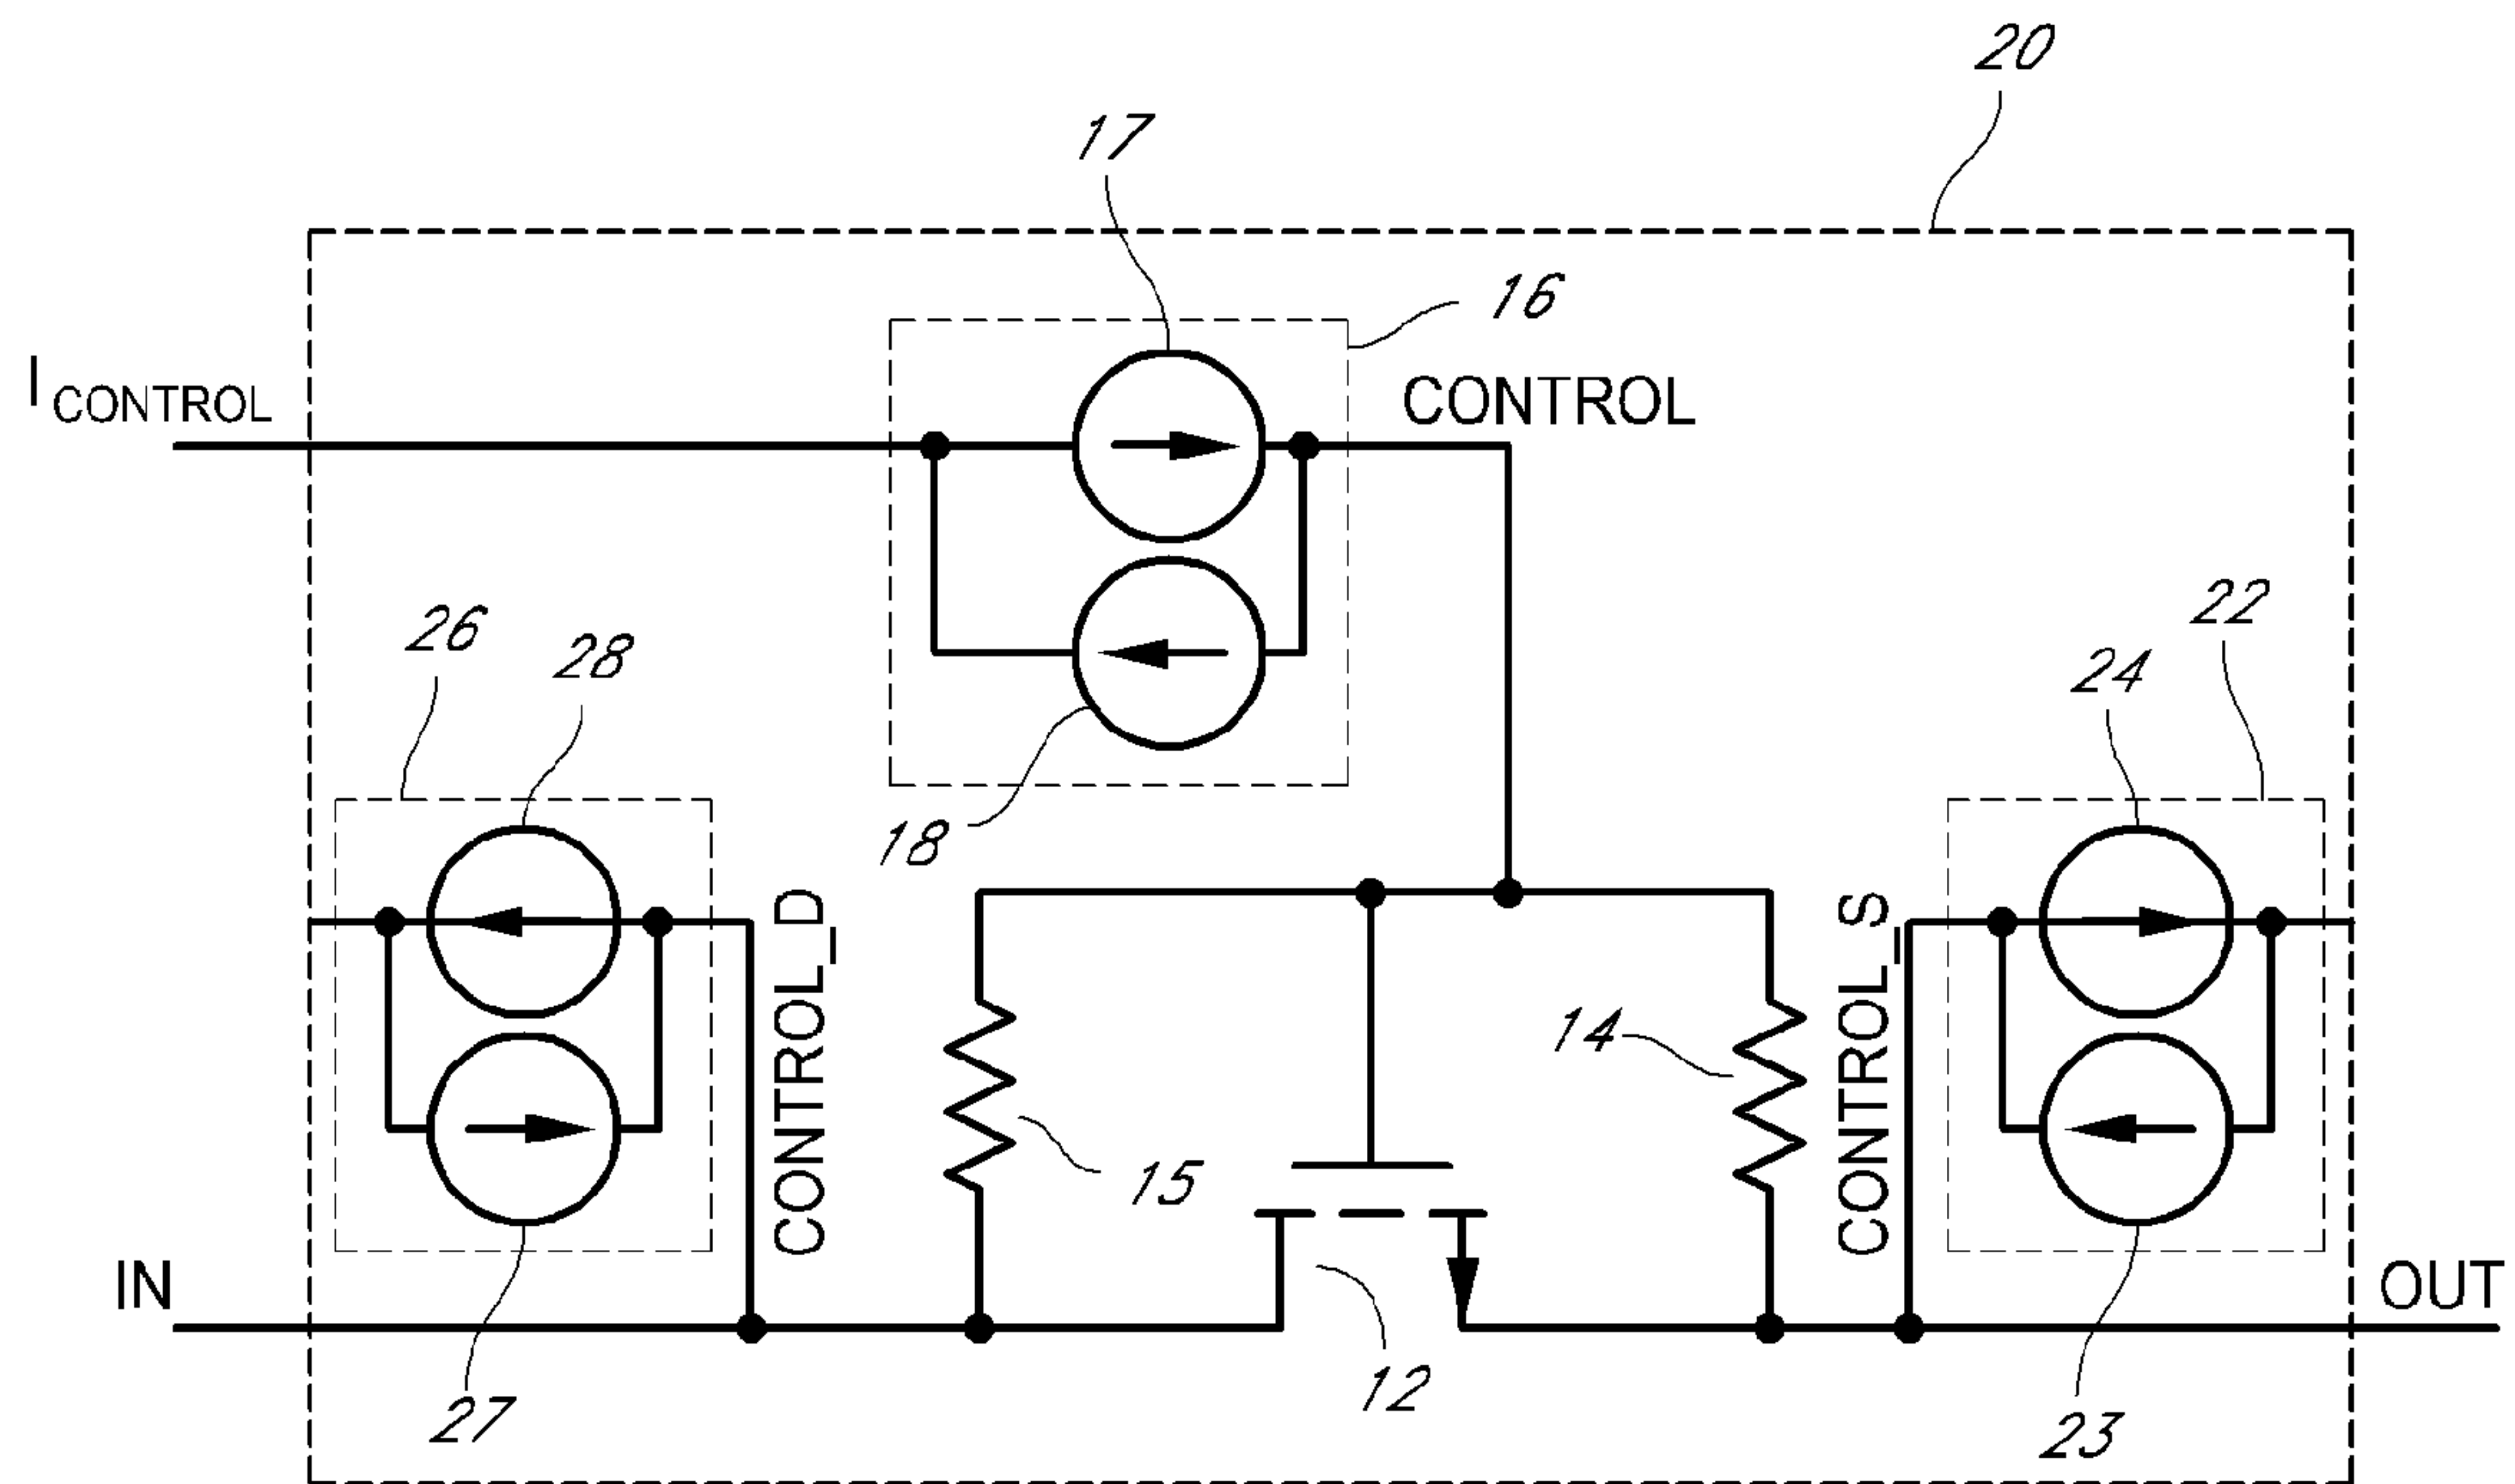 20
17
16
I CONTROL
CONTROL
26
28
22
24
18
CONTROL_D
CONTROL_S
14
15
IN
OUT
12
27
23